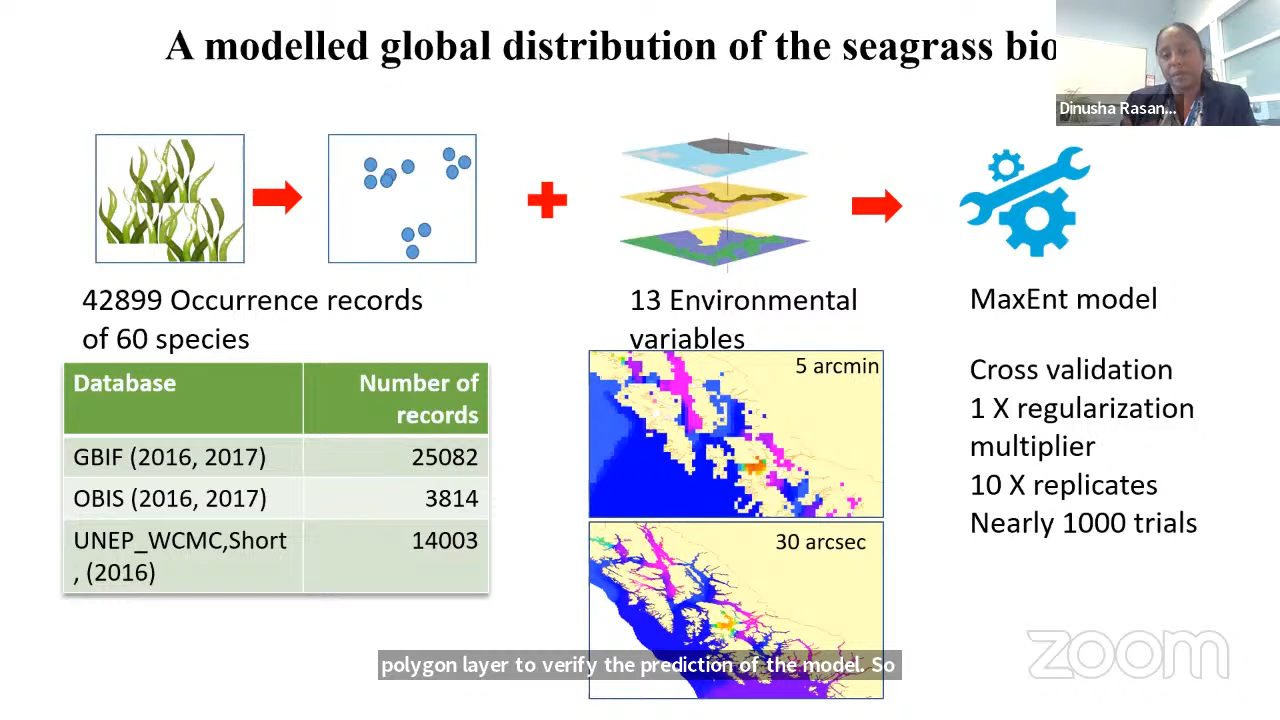 A modelled global distribution of the seagrass bio
Dinusha Rasan...
42899 Occurrence records
of 60 species
13 Environmental
variables
MaxEnt model
Cross validation
1 X regularization
multiplier
10 X replicates
Nearly 1000 trials
Database
Number of
records
GBIF (2016, 2017)
25082
OBIS (2016, 2017)
3814
UNEP_WCMC,Short
, (2016)
14003
5 arcmin
30 arcsec
polygon layer to verify the prediction of the model. So
zoom